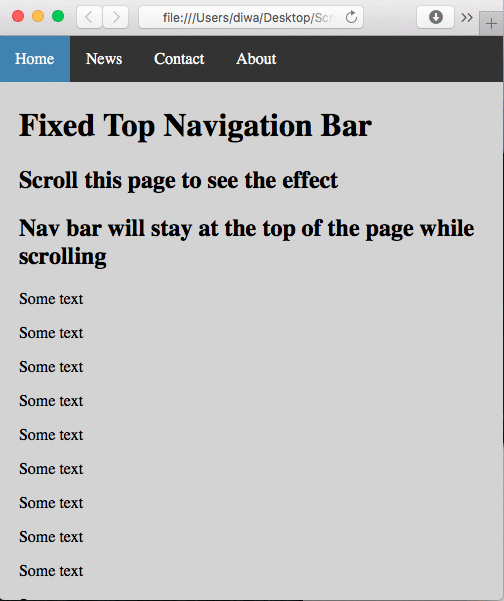 file:///Users/diwa/Desktop/Scr
Home News Contact About
Fixed Top Navigation Bar
Scroll this page to see the effect
Nav bar will stay at the top of the page while
scrolling
Some text
Some text
Some text
Some text
Some text
Some text
Some text
Some text
Some text